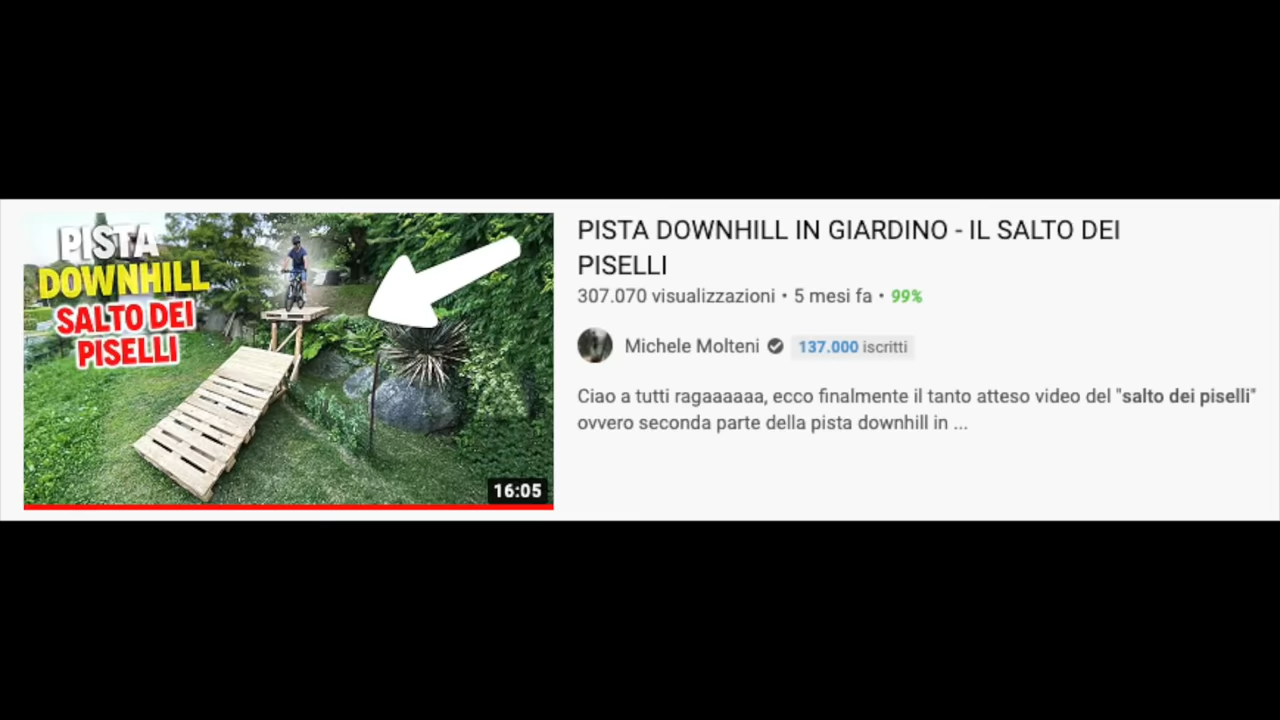 PISTA
DOWNHILL
SALTO DEI
PISELLI
16:05
PISTA DOWNHILL IN GIARDINO - IL SALTO DEI
PISELLI
307.070 visualizzazioni • 5 mesi fa • 99%
Michele Molteni 137.000 iscritti
Ciao a tutti ragaaaaaa, ecco finalmente il tanto atteso video del "salto dei piselli"
ovvero seconda parte della pista downhill in ...